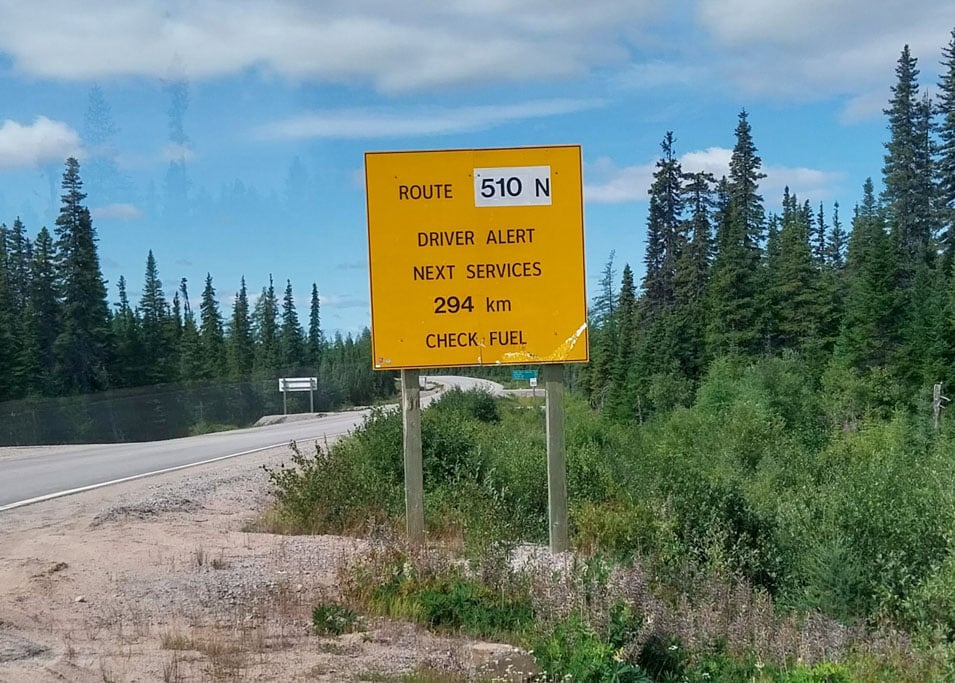 ROUTE 510 N
DRIVER ALERT
NEXT SERVICES
294 km
CHECK FUEL